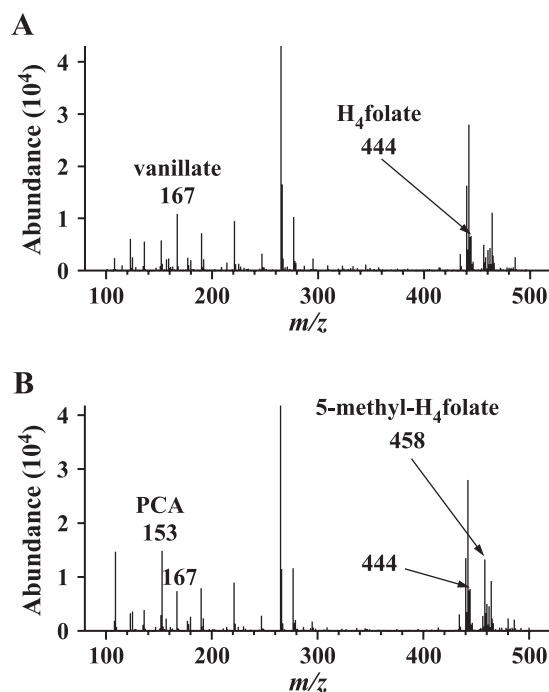 A
Abundance (10⁴)
4
3
2
1
0
vanillate
167
H₄folate
444
100
200
300
400
500
m/z
B
Abundance (10⁴)
4
3
2
1
0
PCA
153
167
5-methyl-H₄folate
458
444
100
200
300
400
500
m/z